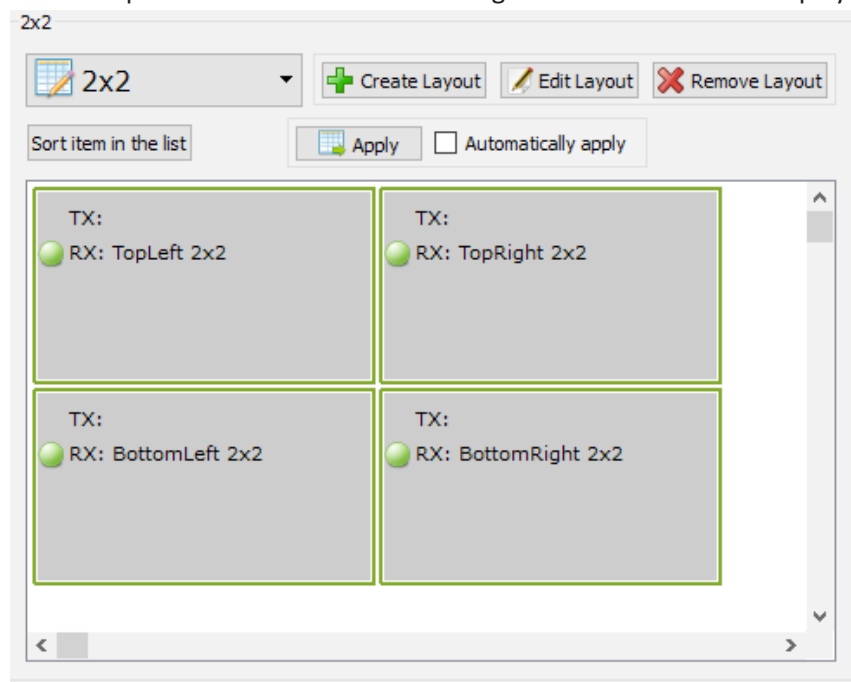 2x2
2x2
Create Layout
Edit Layout
Remove Layout
Sort item in the list
Apply
Automatically apply
TX:
RX: TopLeft 2x2
TX:
RX: TopRight 2x2
TX:
RX: BottomLeft 2x2
TX:
RX: BottomRight 2x2